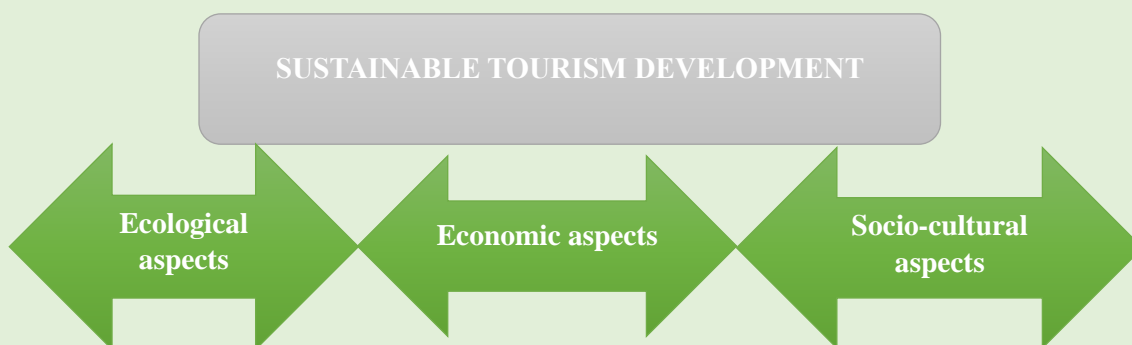 SUSTAINABLE TOURISM DEVELOPMENT
Ecological
aspects
Economic aspects
Socio-cultural
aspects